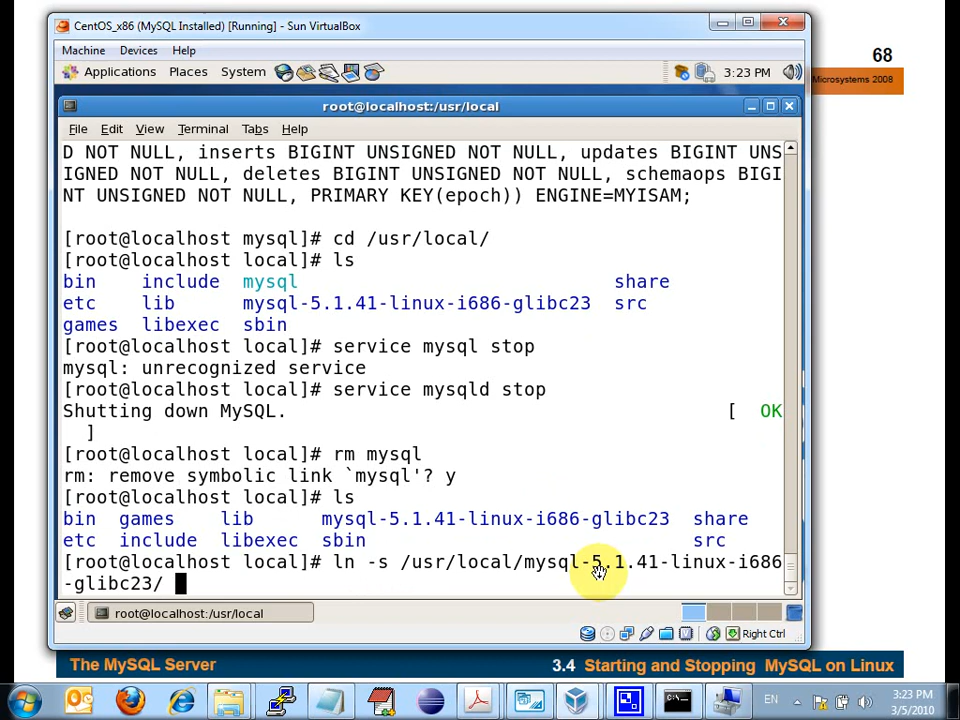 CentOS_x86 (MySQL Installed) [Running] - Sun VirtualBox
Machine Devices Help
68
Applications Places System 3:23 PM
Microsystems 2008
root@localhost:/usr/local
File Edit View Terminal Tabs Help
D NOT NULL, inserts BIGINT UNSIGNED NOT NULL, updates BIGINT UNS
IGNED NOT NULL, deletes BIGINT UNSIGNED NOT NULL, schemaops BIGI
NT UNSIGNED NOT NULL, PRIMARY KEY(epoch)) ENGINE=MYISAM;
[root@localhost mysql]# cd /usr/local/
[root@localhost local]# ls
bin include mysql share
etc lib mysql-5.1.41-linux-i686-glibc23 src
games libexec sbin
[root@localhost local]# service mysql stop
mysql: unrecognized service
[root@localhost local]# service mysqld stop
Shutting down MySQL. [ OK
]
[root@localhost local]# rm mysql
rm: remove symbolic link `mysql'? y
[root@localhost local]# ls
bin games lib mysql-5.1.41-linux-i686-glibc23 share
etc include libexec sbin src
[root@localhost local]# ln -s /usr/local/mysql-5.1.41-linux-i686
-glibc23/
root@localhost:/usr/local
Right Ctrl
The MySQL Server
3.4 Starting and Stopping MySQL on Linux
EN
3:23 PM
3/5/2010